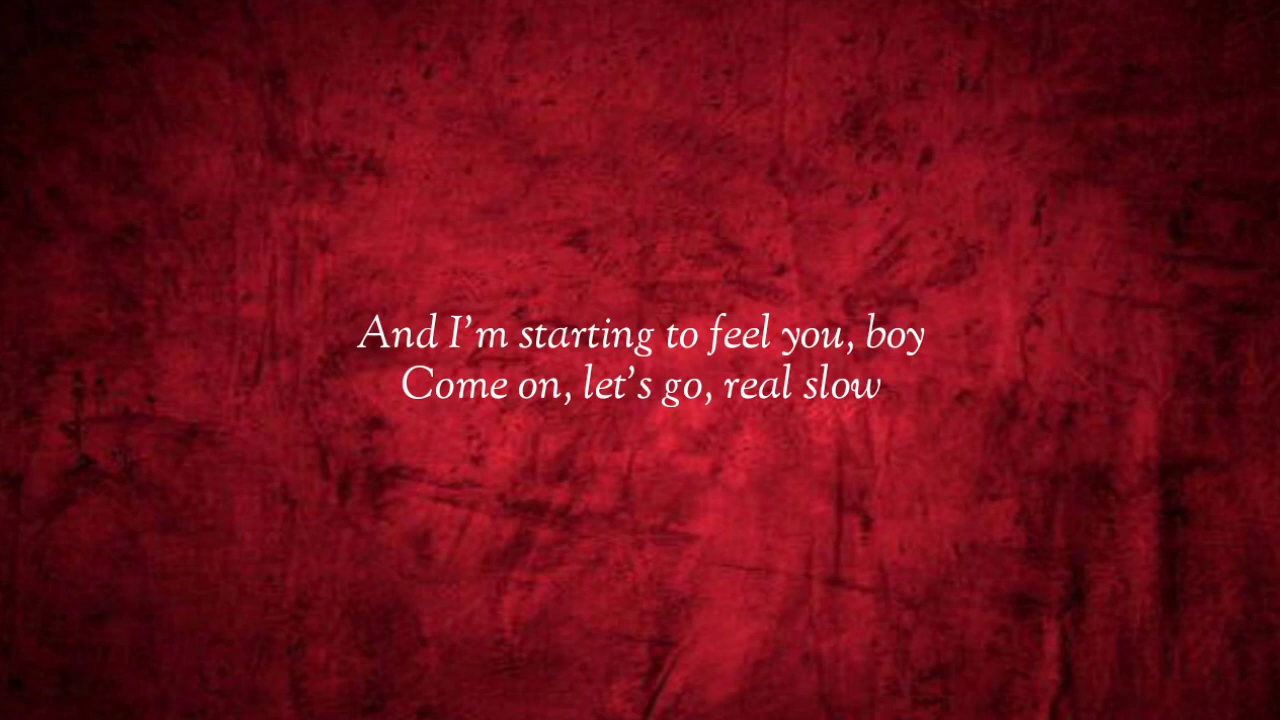 And I’m starting to feel you, boy
Come on, let’s go, real slow